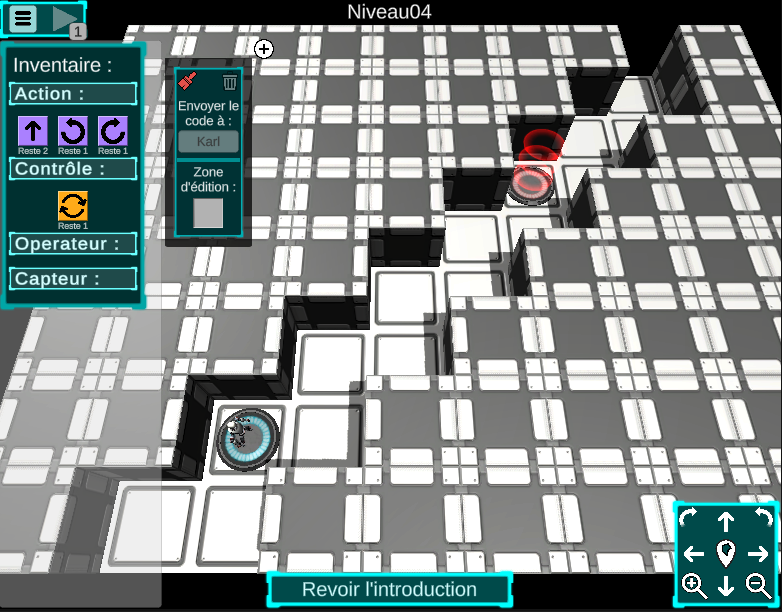 Niveau04
1
Inventaire :
Action :
Reste 2
Reste 1
Reste 1
Contrôle :
Reste 1
Operateur :
Capteur :
Envoyer le
code à :
Karl
Zone
d'édition :
Revoir l'introduction